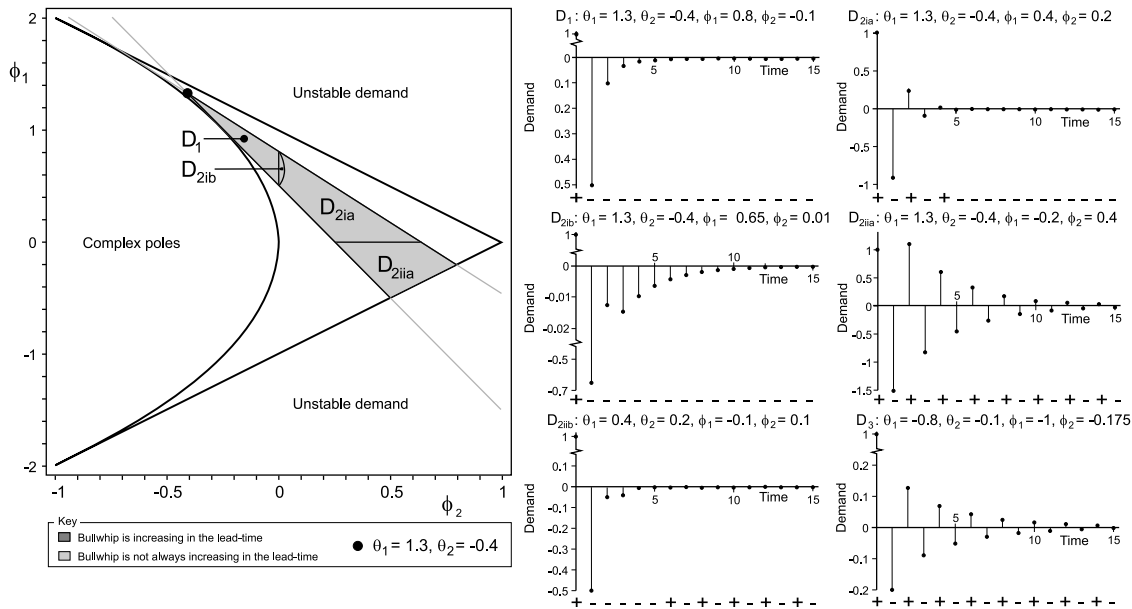 ϕ1
2
1
0
-1
-2
-1
-0.5
0
0.5
1
ϕ2
Unstable demand
D1
D2ib
D2ia
Complex poles
D2iia
Unstable demand
Key
Bullwhip is increasing in the lead-time
Bullwhip is not always increasing in the lead-time
θ1= 1.3, θ2= -0.4
D1: θ1= 1.3, θ2= -0.4, ϕ1= 0.8, ϕ2= -0.1
Demand
1
0
0.1
0.2
0.3
0.4
0.5
5
10
Time
15
+ - - - - - - - - - - - - - - -
D2ia: θ1= 1.3, θ2= -0.4, ϕ1= 0.4, ϕ2= 0.2
Demand
1
0.5
0
-0.5
-1
5
10
Time
15
+ - + - + - - - - - - - - - - -
D2ib: θ1= 1.3, θ2= -0.4, ϕ1= 0.65, ϕ2= 0.01
Demand
1
0
-0.01
-0.02
-0.5
-0.7
5
10
Time
15
+ - - - - - - - - - - - - - - -
D2iia: θ1= 1.3, θ2= -0.4, ϕ1= -0.2, ϕ2= 0.4
Demand
1
0.5
0
-0.5
-1
-1.5
5
10
Time
15
+ - + - + - + - + - + - + - + -
D2iib: θ1= 0.4, θ2= 0.2, ϕ1= -0.1, ϕ2= 0.1
Demand
1
0.1
0
-0.1
-0.2
-0.3
-0.4
-0.5
5
10
Time
15
+ - - - - - + - + - + - + - + -
D3: θ1= -0.8, θ2= -0.1, ϕ1= -1, ϕ2= -0.175
Demand
1
0.2
0.1
0
-0.1
0.2
5
10
Time
15
+ - + - + - + - + - + - + - + -